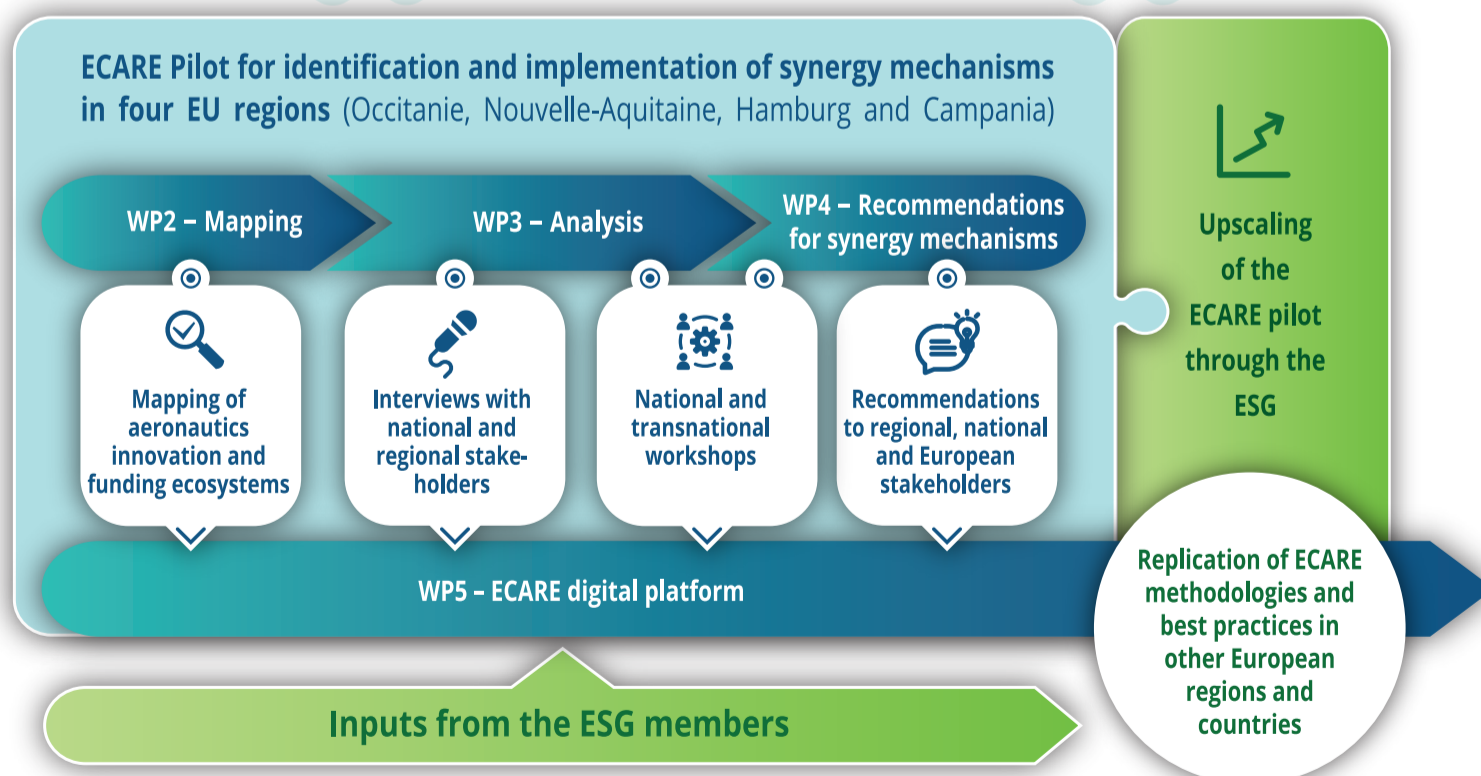 ECARE Pilot for identification and implementation of synergy mechanisms
in four EU regions (Occitanie, Nouvelle-Aquitaine, Hamburg and Campania)
WP2 – Mapping
WP3 – Analysis
WP4 – Recommendations
for synergy mechanisms
Mapping of
aeronautics
innovation and
funding ecosystems
Interviews with
national and
regional stake-
holders
National and
transnational
workshops
Recommendations
to regional, national
and European
stakeholders
WP5 – ECARE digital platform
Upscaling
of the
ECARE pilot
through the
ESG
Replication of ECARE
methodologies and
best practices in
other European
regions and
countries
Inputs from the ESG members